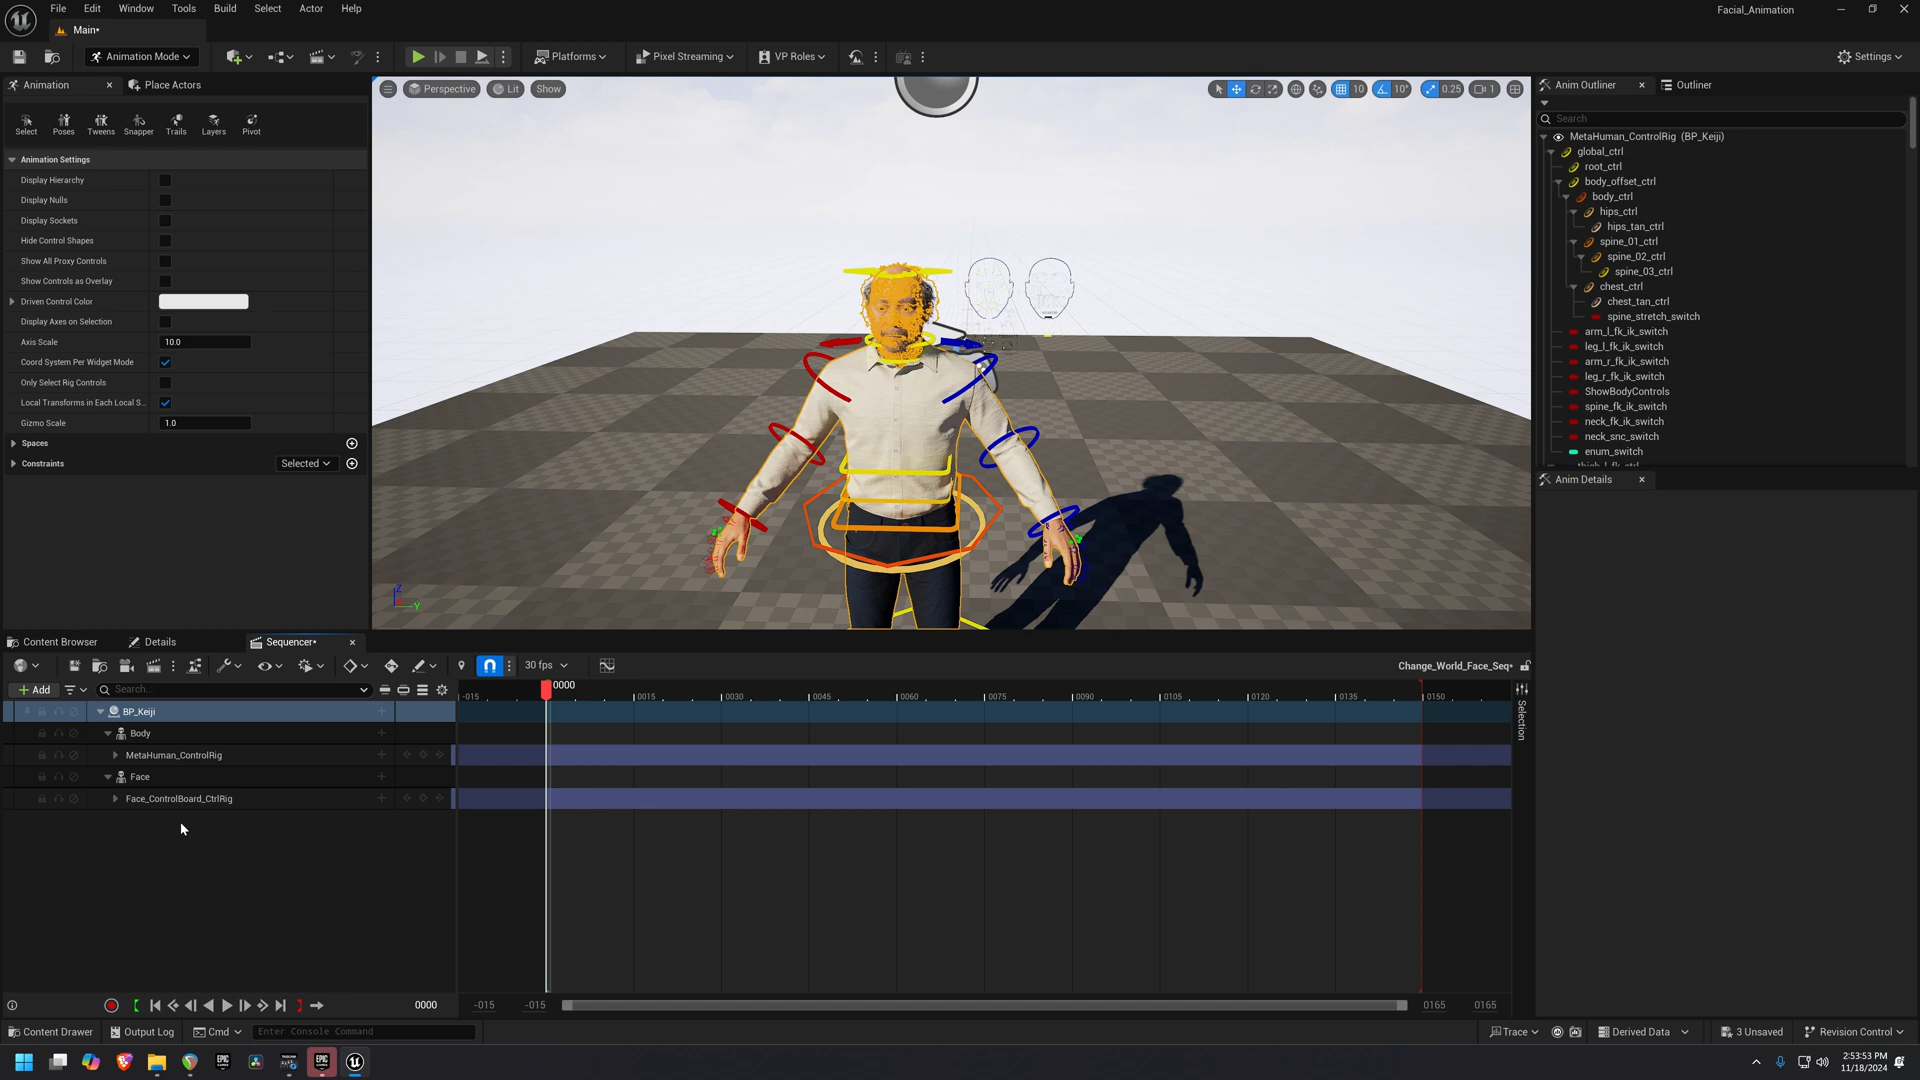 File Edit Window Tools Build Select Actor Help
Facial_Animation
Main*
Animation Mode
Platforms
Pixel Streaming
VP Roles
Settings
Animation
Place Actors
Select Poses Tweens Snapper Trails Layers Pivot
Animation Settings
Display Hierarchy
Display Nulls
Display Sockets
Hide Control Shapes
Show All Proxy Controls
Show Controls as Overlay
Driven Control Color
Display Axes on Selection
Axis Scale 10.0
Coord System Per Widget Mode
Only Select Rig Controls
Local Transforms in Each Local S...
Gizmo Scale 1.0
Spaces
Constraints Selected
Perspective Lit Show
10 10° 0.25 1
Z
Y
Anim Outliner
Outliner
Search
MetaHuman_ControlRig (BP_Keiji)
global_ctrl
root_ctrl
body_offset_ctrl
body_ctrl
hips_ctrl
hips_tan_ctrl
spine_01_ctrl
spine_02_ctrl
spine_03_ctrl
chest_ctrl
chest_tan_ctrl
spine_stretch_switch
arm_l_fk_ik_switch
leg_l_fk_ik_switch
arm_r_fk_ik_switch
leg_r_fk_ik_switch
ShowBodyControls
spine_fk_ik_switch
neck_fk_ik_switch
neck_snc_switch
enum_switch
thigh_l_fk_ctrl
Anim Details
Content Browser
Details
Sequencer*
30 fps
Change_World_Face_Seq*
Add
Search...
0000
-015 0015 0030 0045 0060 0075 0090 0105 0120 0135 0150
BP_Keiji
Body
MetaHuman_ControlRig
Face
Face_ControlBoard_CtrlRig
Selection
0000 -015 -015 0165 0165
Content Drawer
Output Log
Cmd
Enter Console Command
Trace
Derived Data
3 Unsaved
Revision Control
2:53:53 PM
11/18/2024